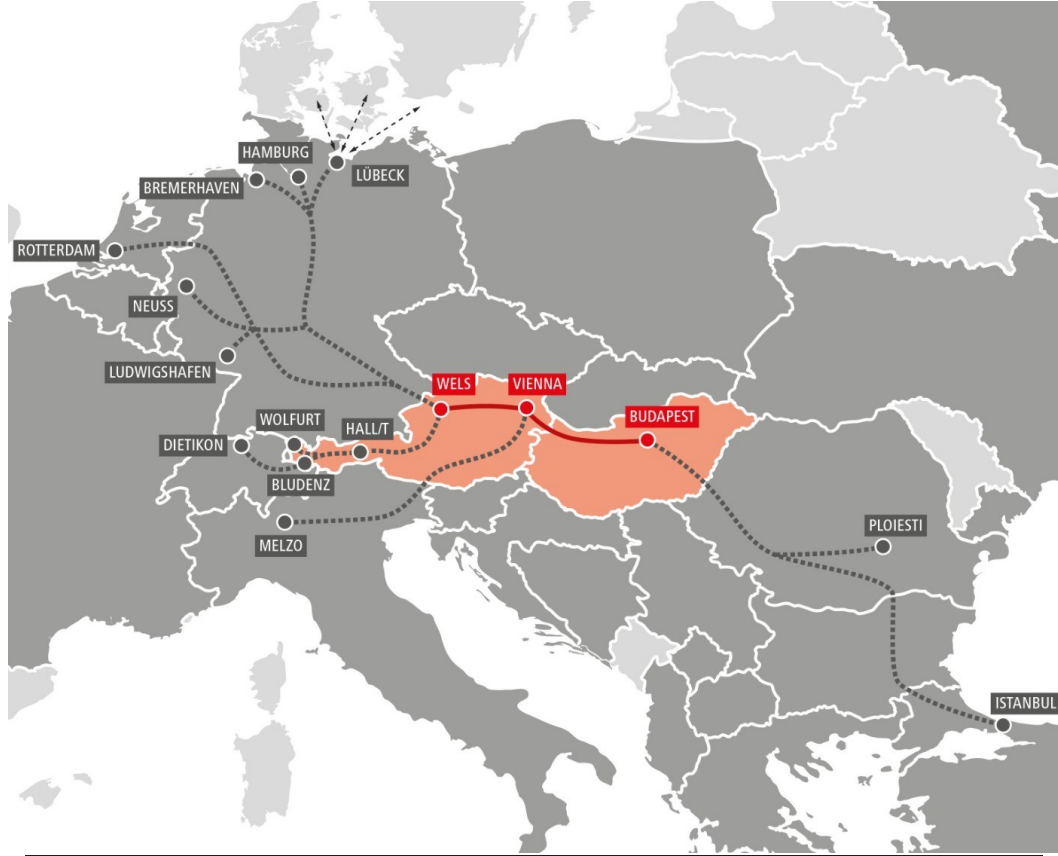 HAMBURG
LÜBECK
BREMERHAVEN
ROTTERDAM
NEUSS
LUDWIGSHAFEN
WELS
VIENNA
BUDAPEST
WOLFURT
HALL/T
DIETIKON
BLUDENZ
MELZO
PLOIESTI
ISTANBUL